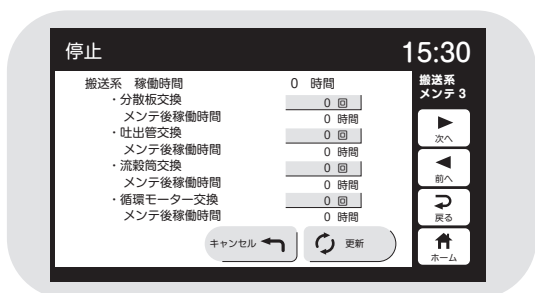 停止 15:30
搬送系 稼働時間 0 時間
・分散板交換 0 回
メンテ後稼働時間 0 時間
・吐出管交換 0 回
メンテ後稼働時間 0 時間
・流穀筒交換 0 回
メンテ後稼働時間 0 時間
・循環モーター交換 0 回
メンテ後稼働時間 0 時間
キャンセル 更新
搬送系
メンテ 3
次へ
前へ
戻る
ホーム